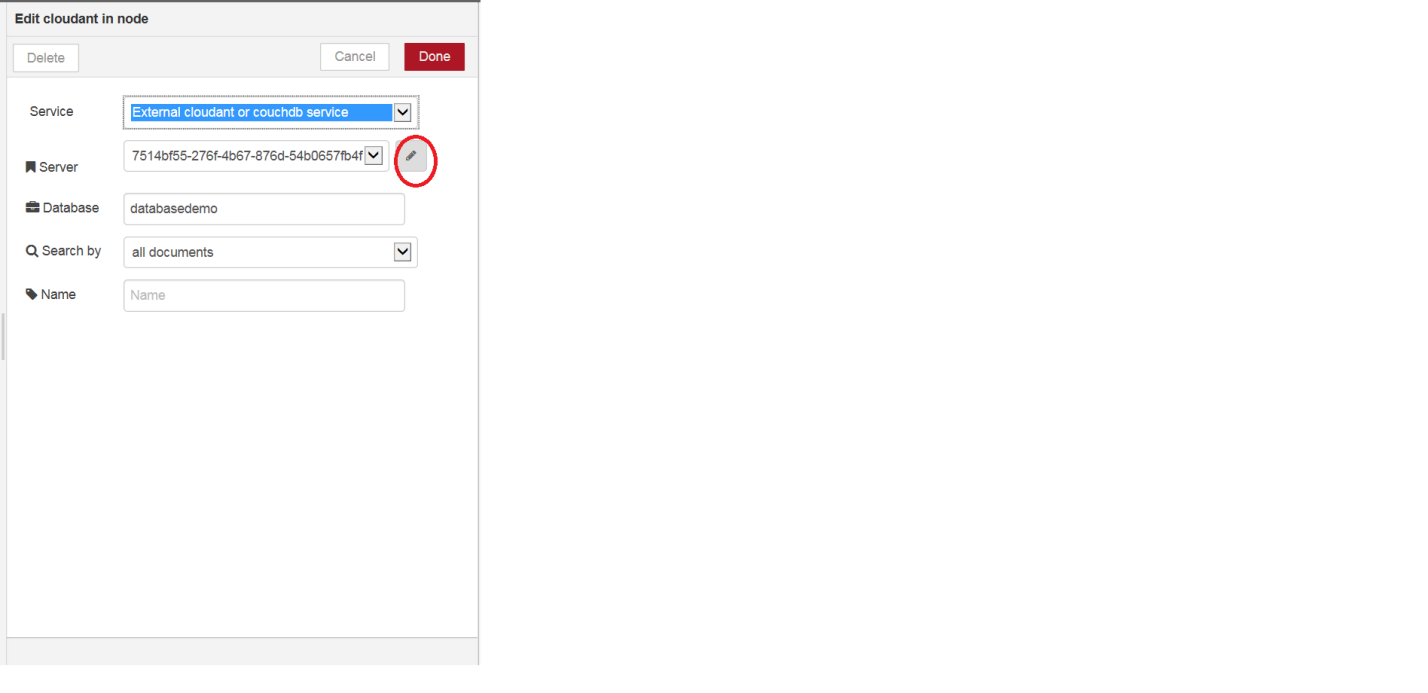 Edit cloudant in node
Delete
Cancel
Done
Service
External cloudant or couchdb service
Server
7514bf55-276f-4b67-876d-54b0657fb4f
Database
databasedemo
Search by
all documents
Name
Name